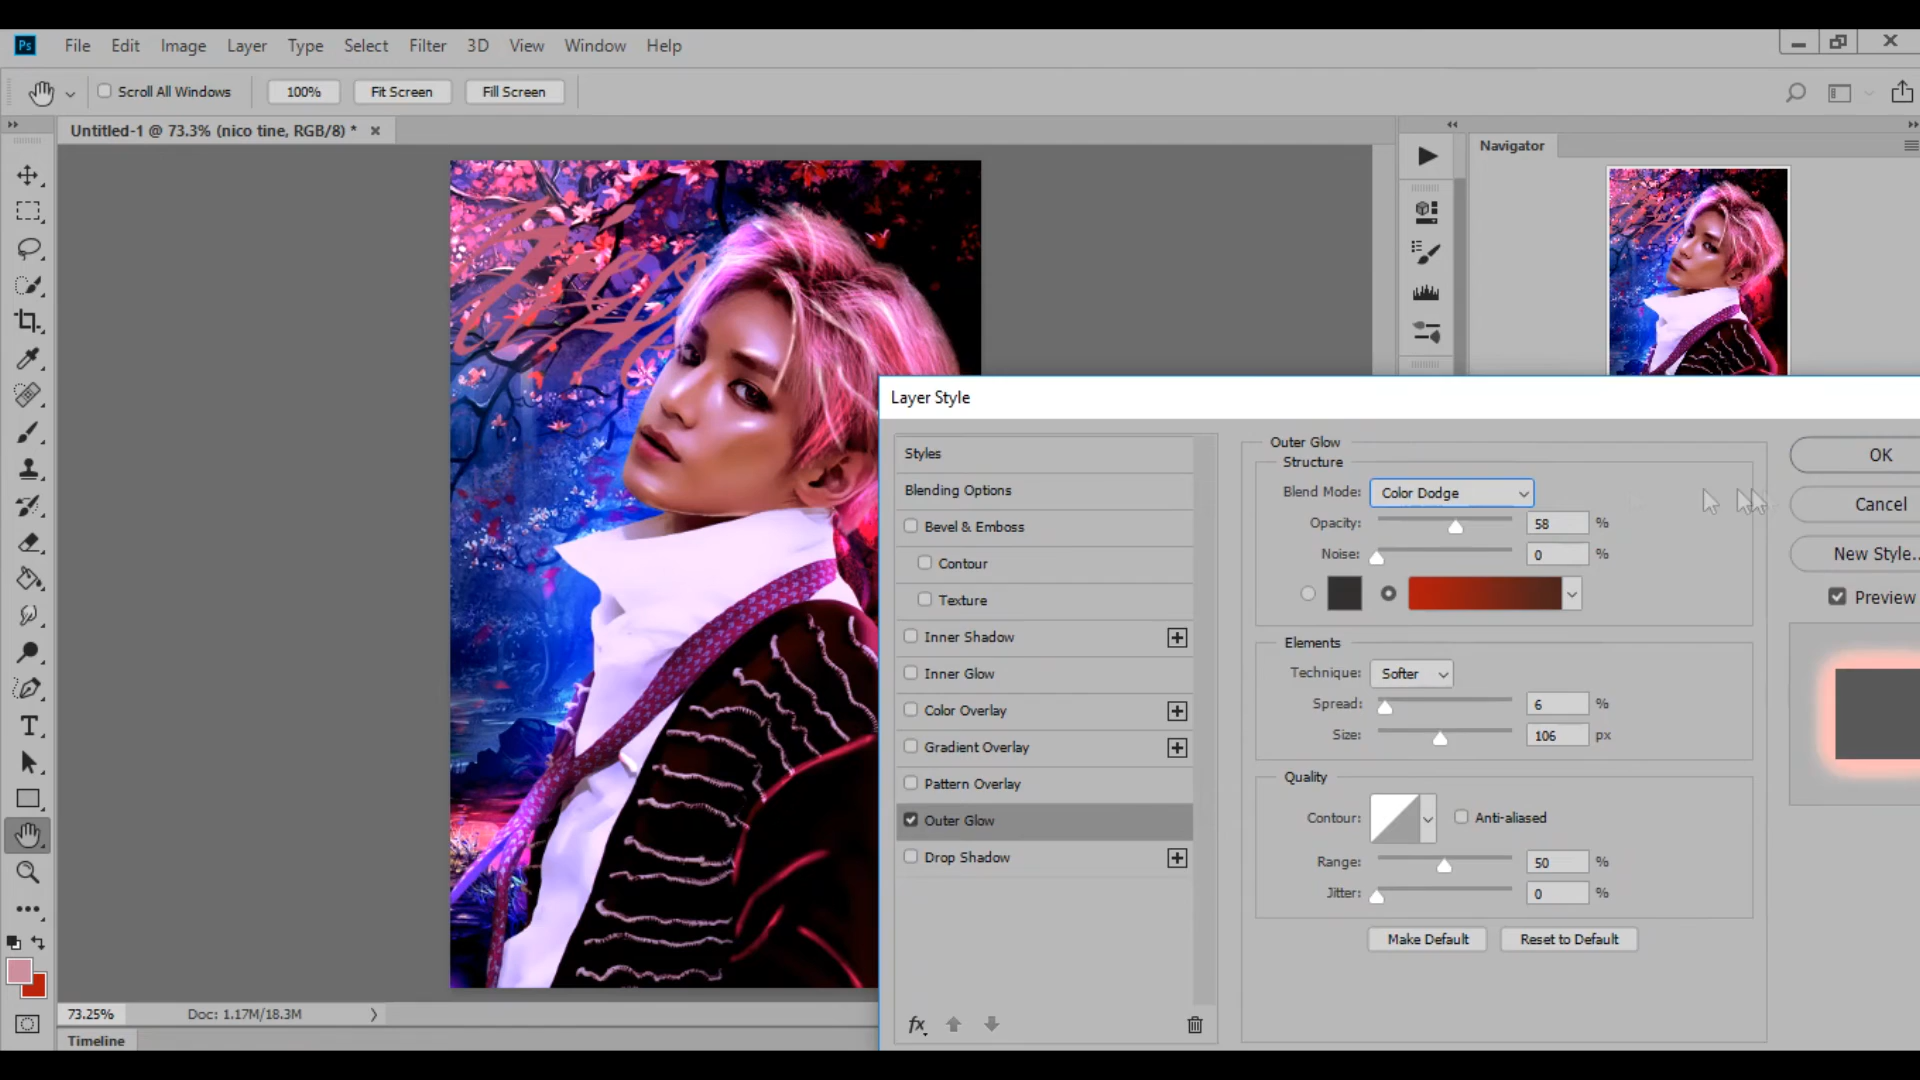 Ps File Edit Image Layer Type Select Filter 3D View Window Help
Scroll All Windows 100% Fit Screen Fill Screen
Untitled-1 @ 73.3% (nico tine, RGB/8) *
Navigator
Layer Style
Styles
Blending Options
Bevel & Emboss
Contour
Texture
Inner Shadow
Inner Glow
Color Overlay
Gradient Overlay
Pattern Overlay
Outer Glow
Drop Shadow
fx
Outer Glow
Structure
Blend Mode: Color Dodge
Opacity: 58 %
Noise: 0 %
Elements
Technique: Softer
Spread: 6 %
Size: 106 px
Quality
Contour: Anti-aliased
Range: 50 %
Jitter: 0 %
Make Default Reset to Default
OK
Cancel
New Style..
Preview
T
73.25% Doc: 1.17M/18.3M
Timeline